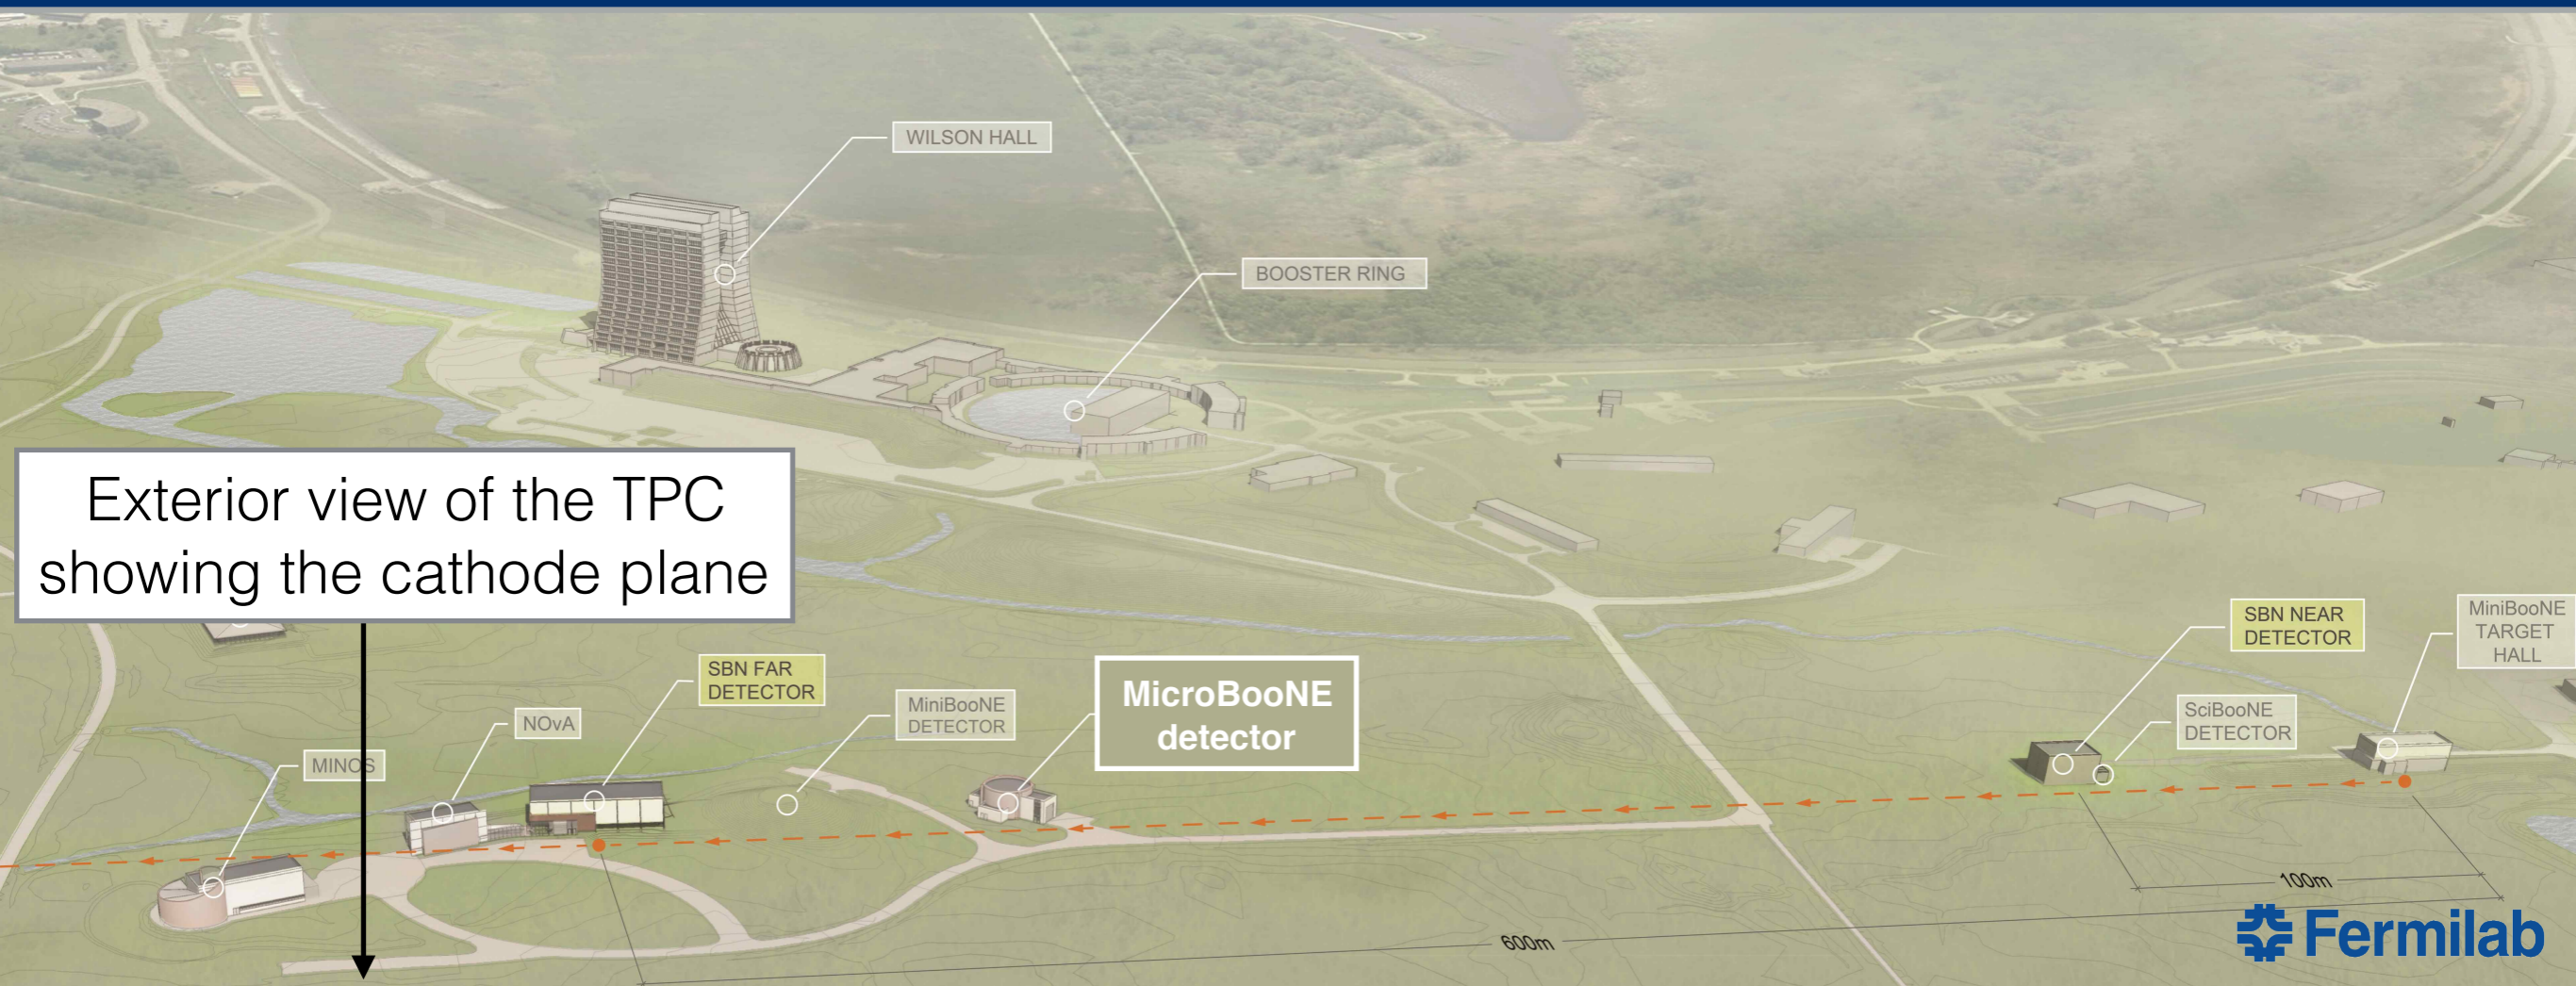 WILSON HALL
BOOSTER RING
Exterior view of the TPC
showing the cathode plane
SBN NEAR
DETECTOR
MiniBooNE
TARGET
HALL
SBN FAR
DETECTOR
MiniBooNE
DETECTOR
MicroBooNE
detector
SciBooNE
DETECTOR
NOvA
MINOS
100m
600m
Fermilab